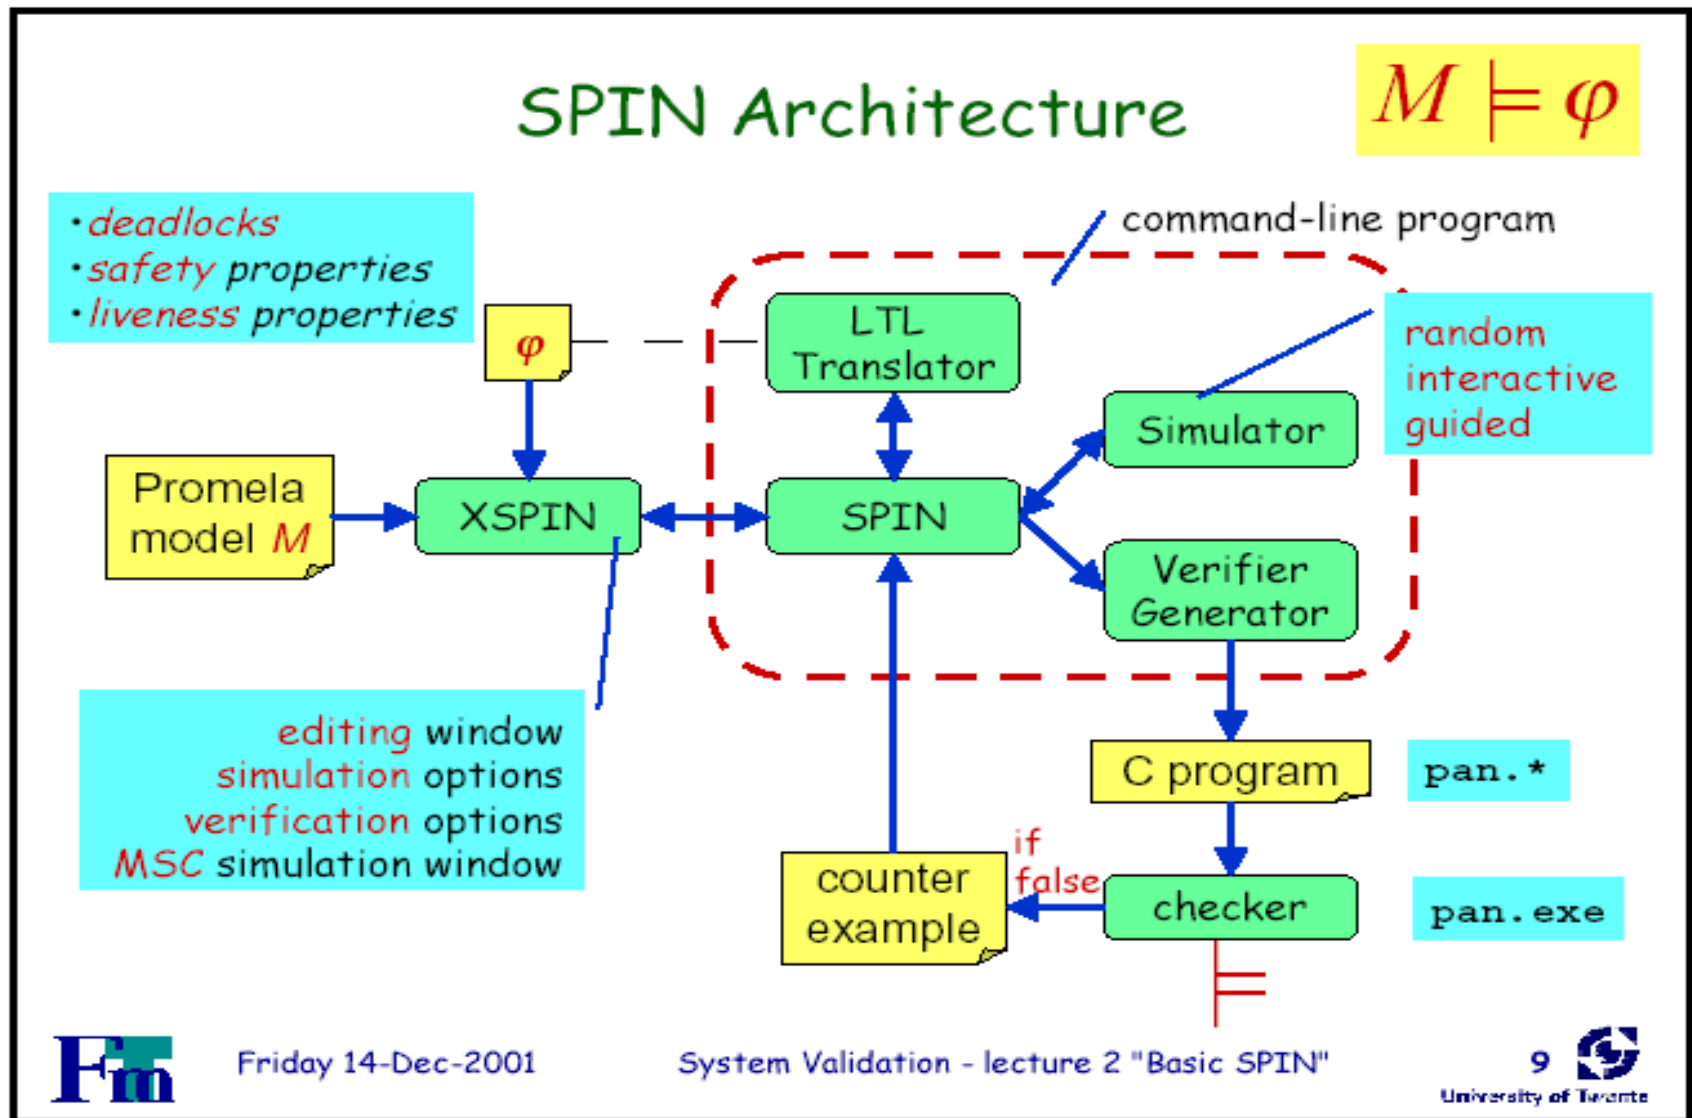 SPIN Architecture
M ⊨ φ
•deadlocks
•safety properties
•liveness properties
command-line program
φ
LTL
Translator
random
interactive
guided
Simulator
Promela
model M
XSPIN
SPIN
Verifier
Generator
editing window
simulation options
verification options
MSC simulation window
C program
pan.*
if
false
counter
example
checker
pan.exe
⊨
Fm
Friday 14-Dec-2001
System Validation - lecture 2 "Basic SPIN"
9
University of Twente